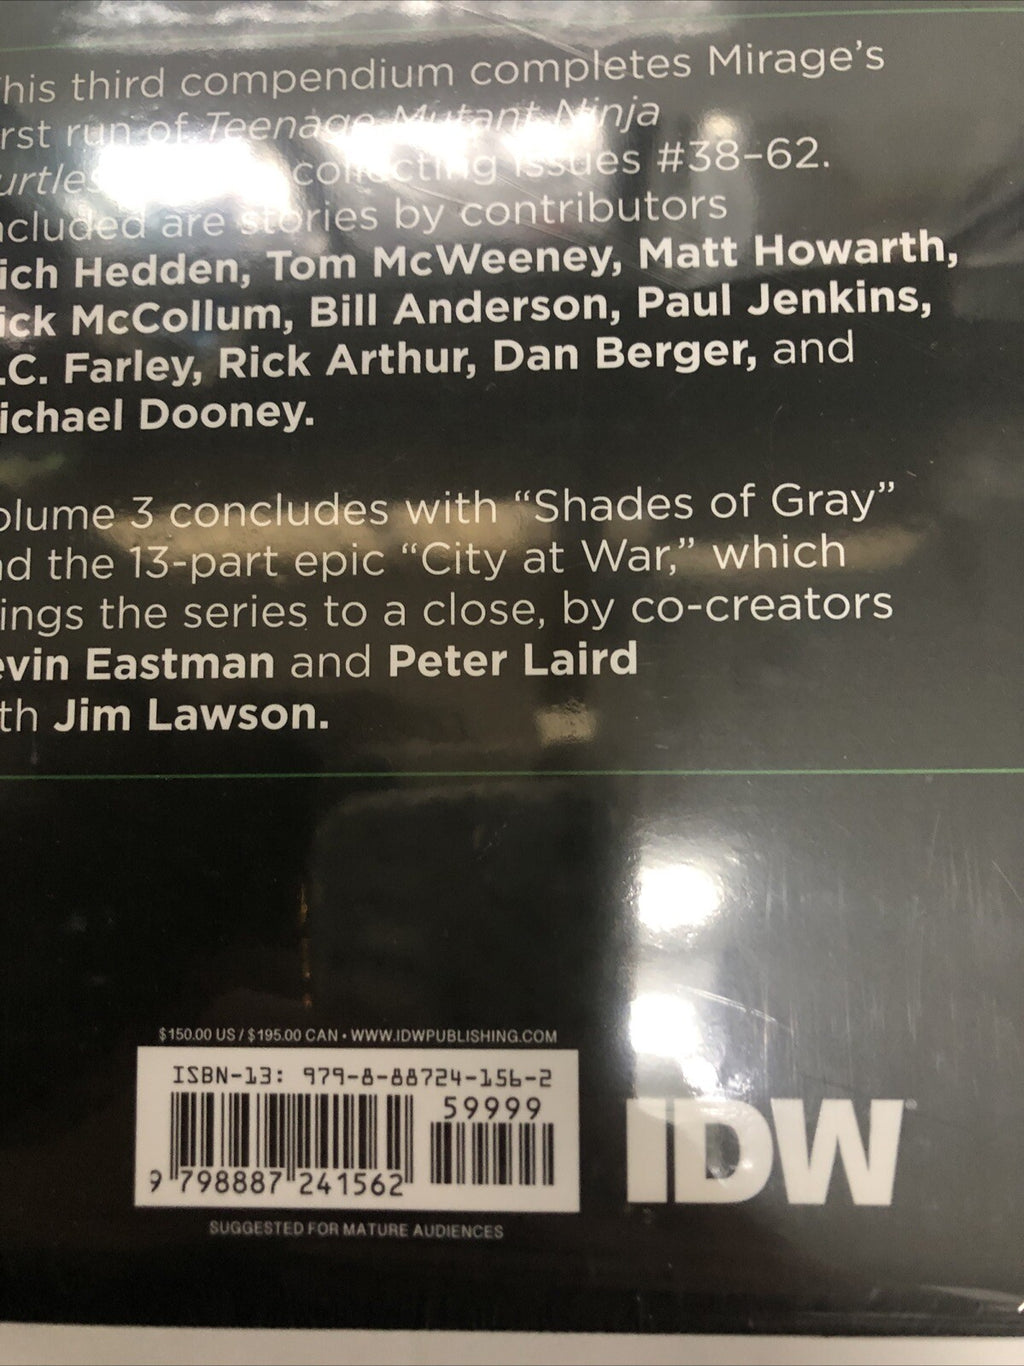 his third compendium completes Mirage's
rst run of Teenage Mutant Ninja
urtles collecting issues #38–62.
ncluded are stories by contributors
ich Hedden, Tom McWeeney, Matt Howarth,
ick McCollum, Bill Anderson, Paul Jenkins,
.C. Farley, Rick Arthur, Dan Berger, and
ichael Dooney.
olume 3 concludes with “Shades of Gray”
nd the 13-part epic “City at War,” which
ings the series to a close, by co-creators
evin Eastman and Peter Laird
th Jim Lawson.
$150.00 US / $195.00 CAN • WWW.IDWPUBLISHING.COM
ISBN-13: 979-8-88724-156-2
59999
9 798887 241562
IDW®
SUGGESTED FOR MATURE AUDIENCES